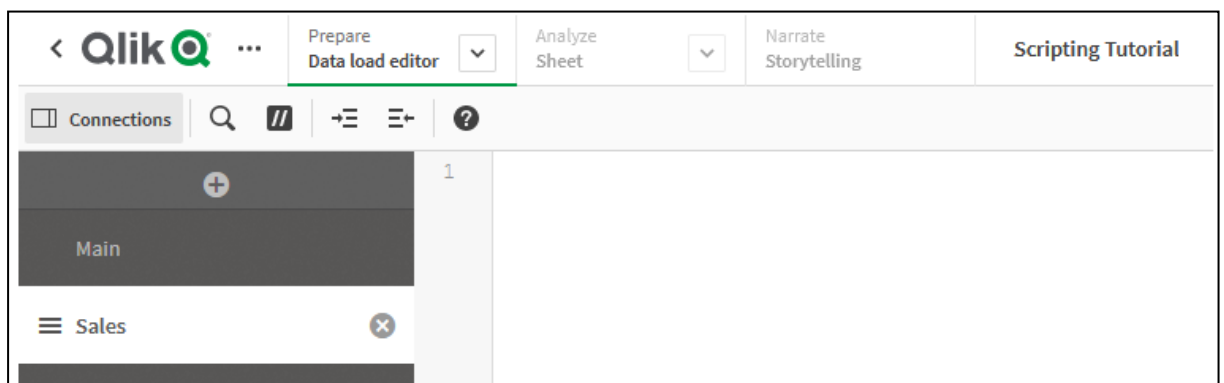 Qlik
Prepare
Data load editor
Analyze
Sheet
Narrate
Storytelling
Scripting Tutorial
Connections
//
?
1
Main
Sales